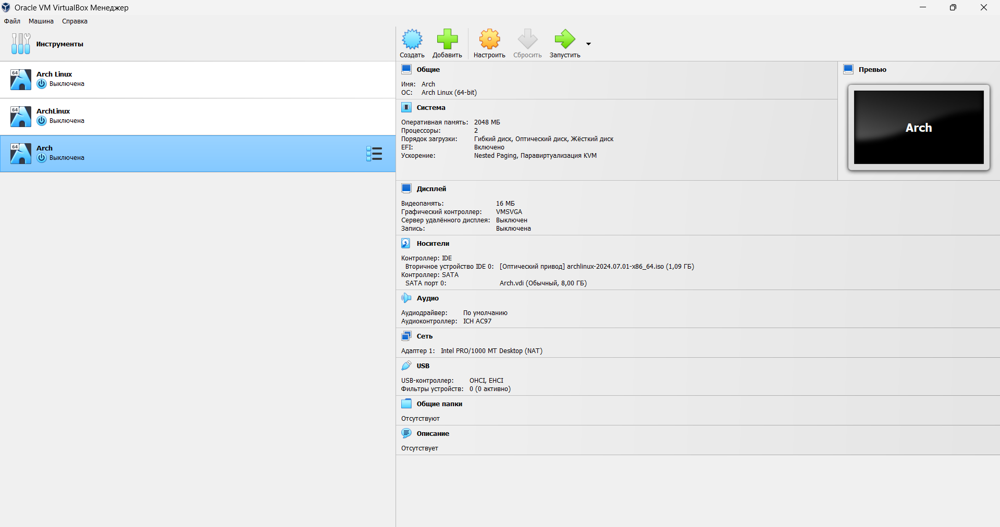 Oracle VM VirtualBox Менеджер
Файл Машина Справка
Инструменты
Создать Добавить Настроить Сбросить Запустить
64
Arch Linux
Выключена
64
ArchLinux
Выключена
64
Arch
Выключена
Общие
Имя: Arch
ОС: Arch Linux (64-bit)
Превью
Arch
Система
Оперативная память: 2048 МБ
Процессоры: 2
Порядок загрузки: Гибкий диск, Оптический диск, Жёсткий диск
EFI: Включено
Ускорение: Nested Paging, Паравиртуализация KVM
Дисплей
Видеопамять: 16 МБ
Графический контроллер: VMSVGA
Сервер удалённого дисплея: Выключен
Запись: Выключена
Носители
Контроллер: IDE
Вторичное устройство IDE 0: [Оптический привод] archlinux-2024.07.01-x86_64.iso (1,09 ГБ)
Контроллер: SATA
SATA порт 0: Arch.vdi (Обычный, 8,00 ГБ)
Аудио
Аудиодрайвер: По умолчанию
Аудиоконтроллер: ICH AC97
Сеть
Адаптер 1: Intel PRO/1000 MT Desktop (NAT)
USB
USB-контроллер: OHCI, EHCI
Фильтры устройств: 0 (0 активно)
Общие папки
Отсутствуют
Описание
Отсутствует